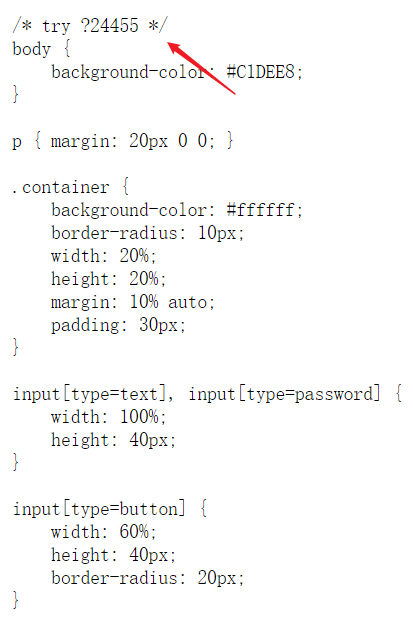 /* try ?24455 */
body {
    background-color: #C1DEE8;
}
p { margin: 20px 0 0; }
.container {
    background-color: #ffffff;
    border-radius: 10px;
    width: 20%;
    height: 20%;
    margin: 10% auto;
    padding: 30px;
}
input[type=text], input[type=password] {
    width: 100%;
    height: 40px;
}
input[type=button] {
    width: 60%;
    height: 40px;
    border-radius: 20px;
}